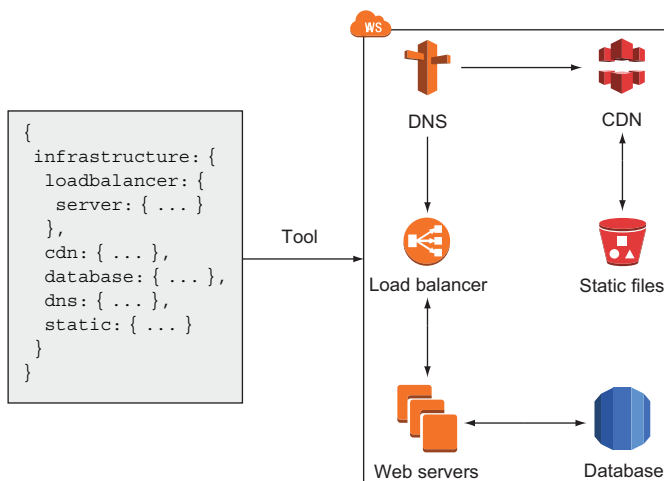 WS
DNS
CDN
{
infrastructure: {
loadbalancer: {
server: { ... }
},
cdn: { ... },
database: { ... },
dns: { ... },
static: { ... }
}
}
Tool
Load balancer
Static files
Web servers
Database